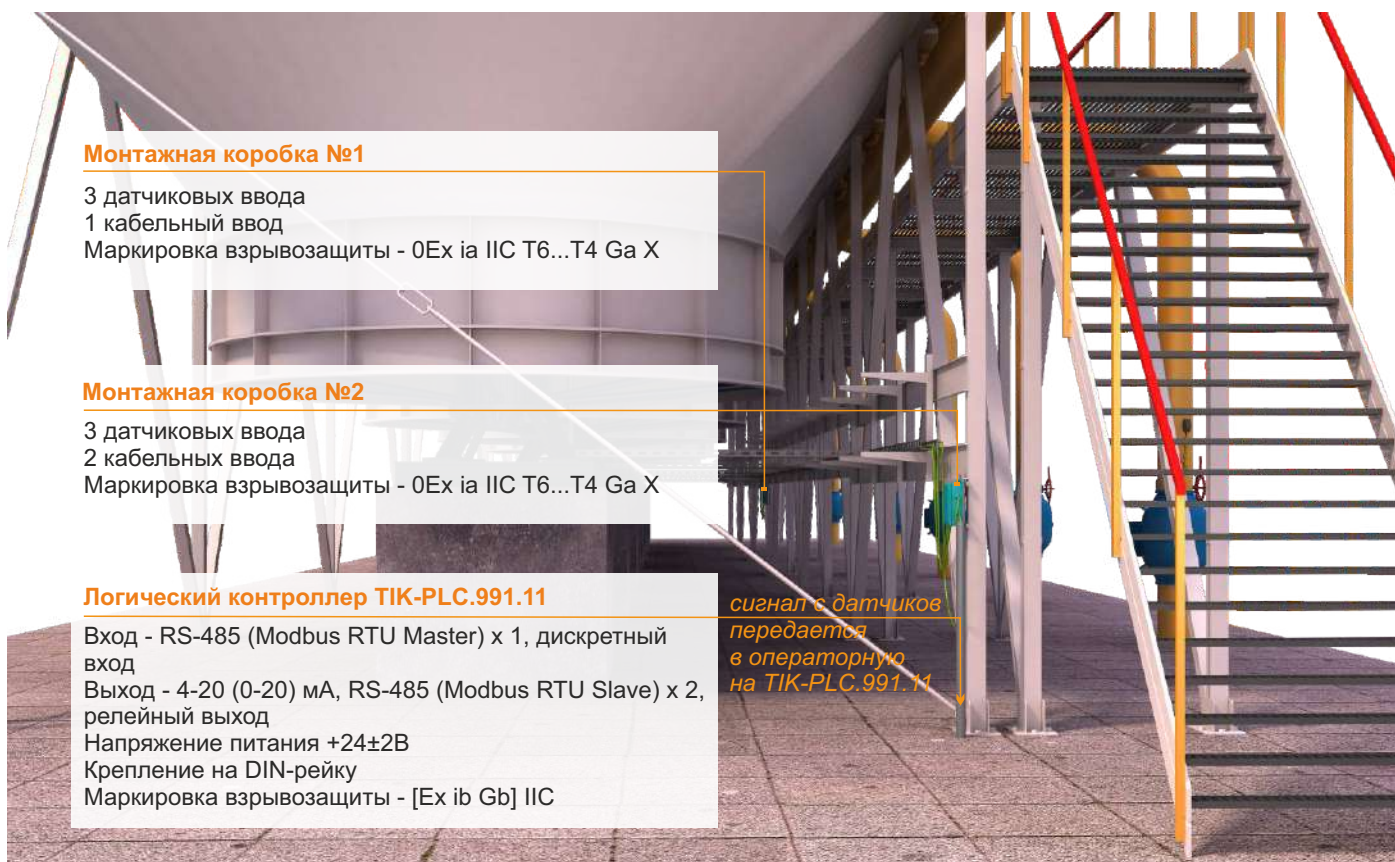 Монтажная коробка №1
3 датчиковых ввода
1 кабельный ввод
Маркировка взрывозащиты - 0Ex ia IIC T6...T4 Ga X
Монтажная коробка №2
3 датчиковых ввода
2 кабельных ввода
Маркировка взрывозащиты - 0Ex ia IIC T6...T4 Ga X
Логический контроллер TIK-PLC.991.11
Вход - RS-485 (Modbus RTU Master) x 1, дискретный
вход
Выход - 4-20 (0-20) мА, RS-485 (Modbus RTU Slave) x 2,
релейный выход
Напряжение питания +24±2В
Крепление на DIN-рейку
Маркировка взрывозащиты - [Ex ib Gb] IIC
сигнал с датчиков
передается
в операторную
на TIK-PLC.991.11